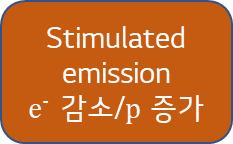 Stimulated
emission
e⁻ 감소/p 증가